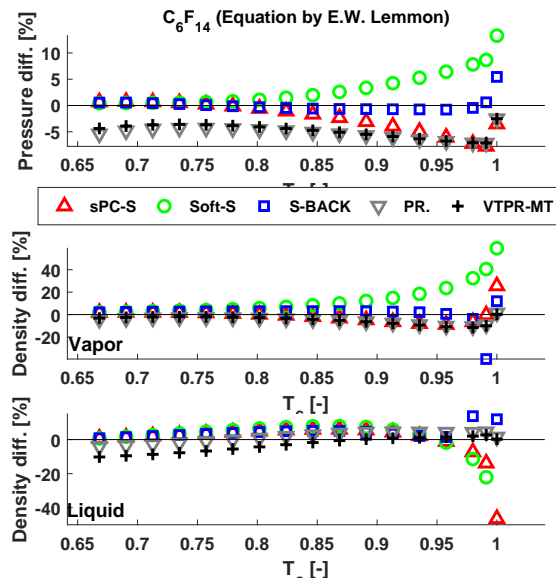 C6F14 (Equation by E.W. Lemmon)
Pressure diff. [%]
10
5
0
-5
0.65 0.7 0.75 0.8 0.85 0.9 0.95 1
sPC-S Soft-S S-BACK PR. VTPR-MT
Density diff. [%]
40
20
0
-20
Vapor
0.65 0.7 0.75 0.8 0.85 0.9 0.95 1
[-]
Density diff. [%]
0
-20
-40
Liquid
0.65 0.7 0.75 0.8 0.85 0.9 0.95 1
[-]